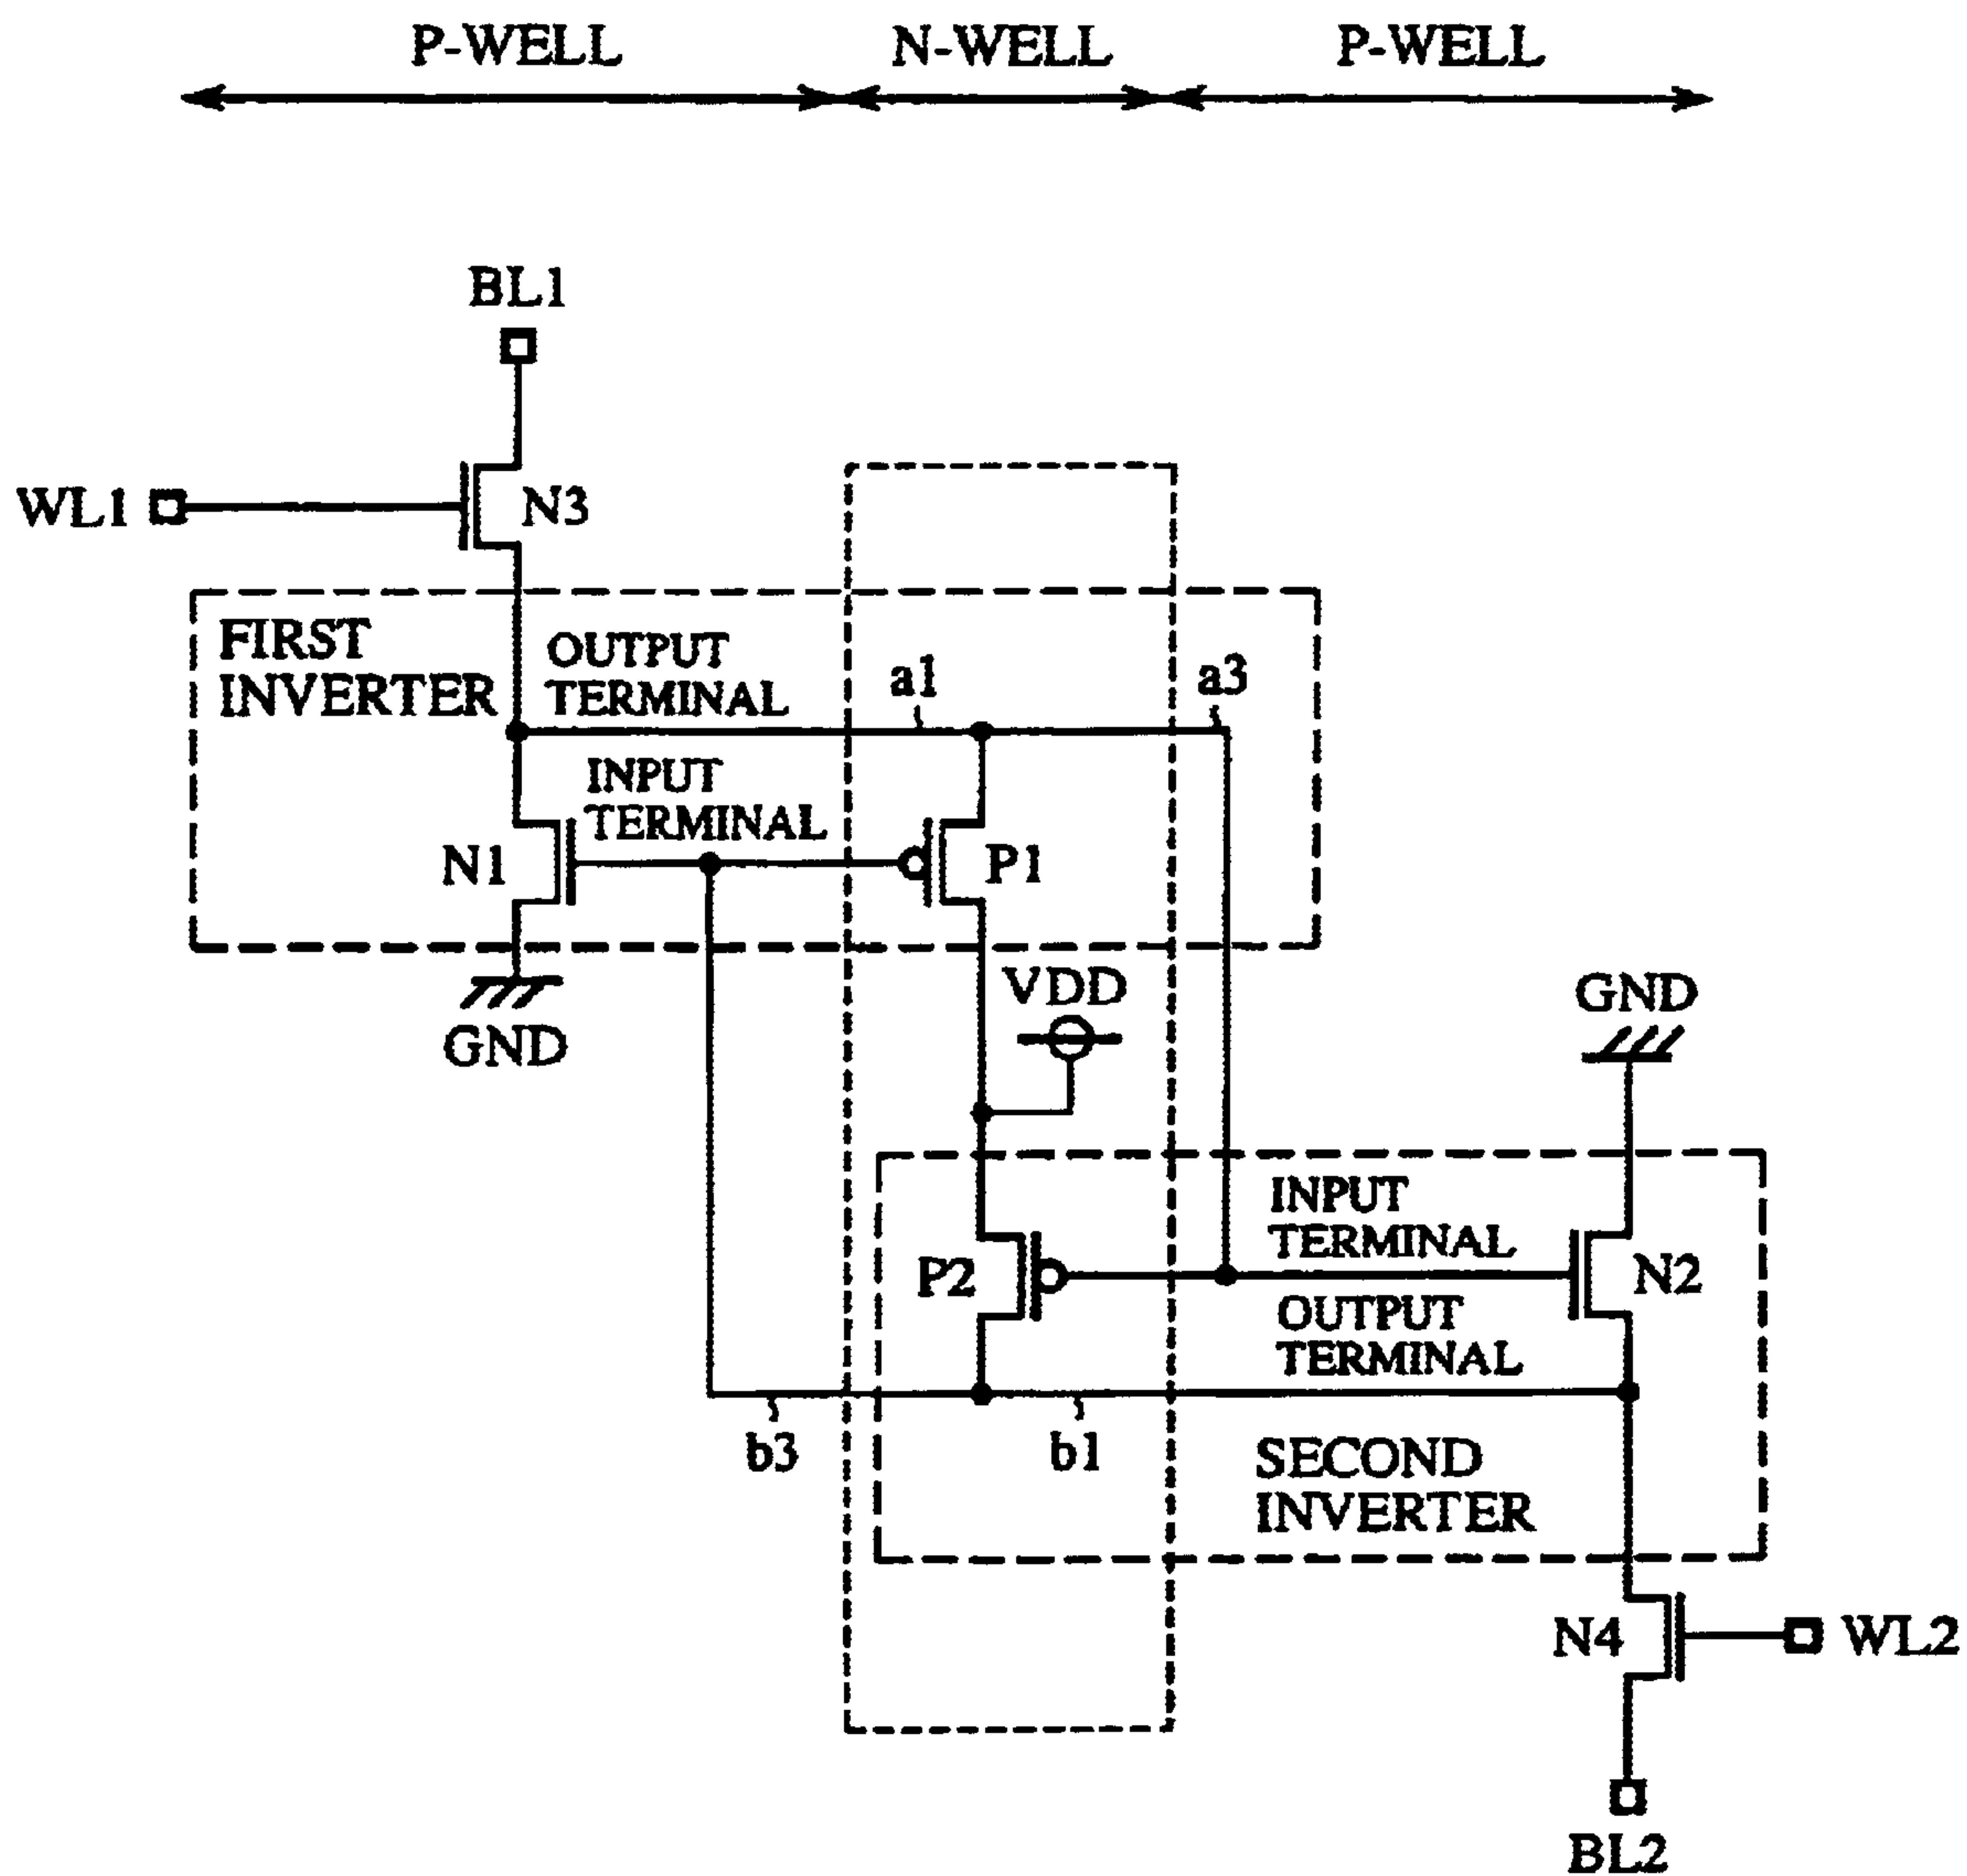 P-WELL N-WELL P-WELL
BL1
WL1
N3
FIRST
INVERTER
OUTPUT
TERMINAL
a1
a3
INPUT
TERMINAL
N1
P1
GND
VDD
GND
INPUT
TERMINAL
P2
N2
OUTPUT
TERMINAL
b3
b1
SECOND
INVERTER
N4
WL2
BL2